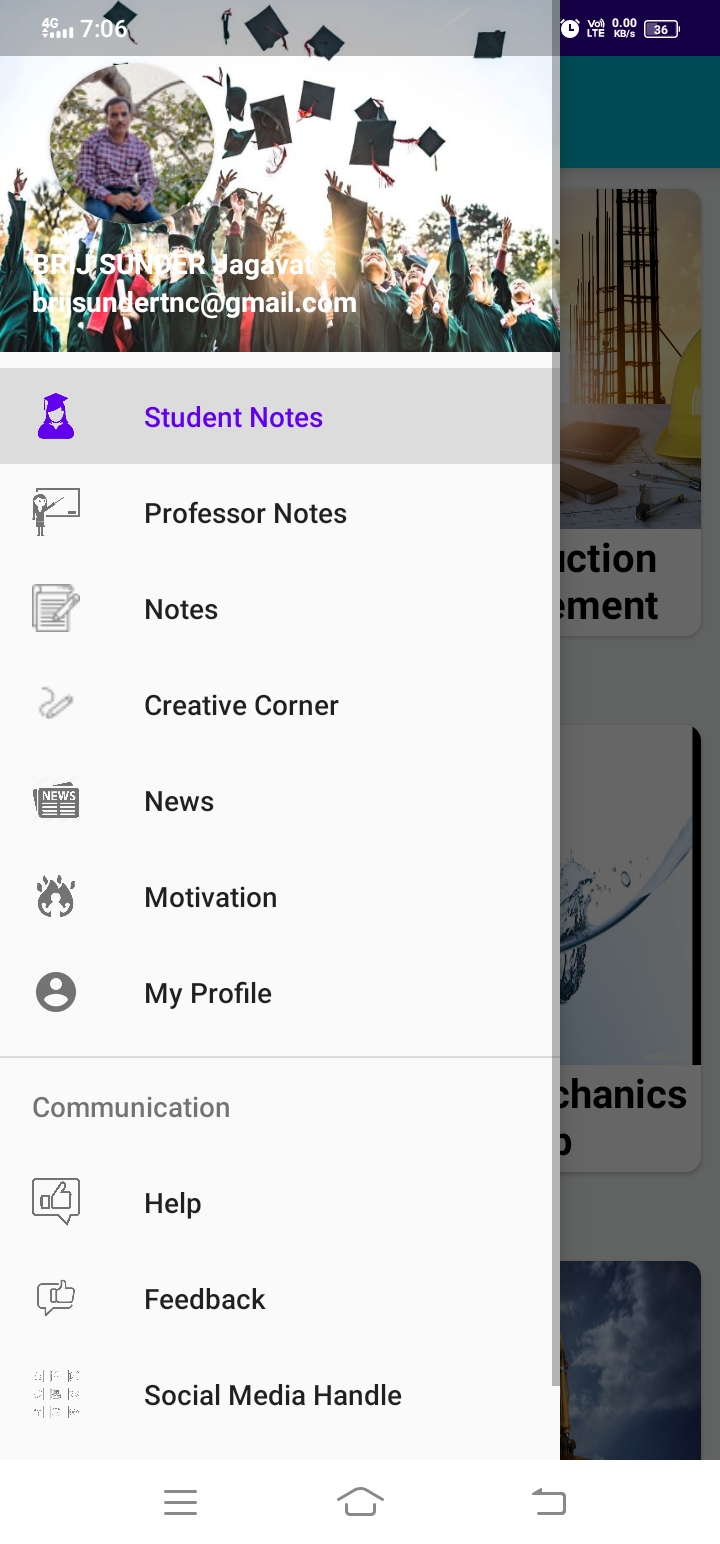 4G 7:06 Vo) LTE 0.00 KB/s 36
BRIJ SUNDER Jagavat
brijsundertnc@gmail.com
Student Notes
Professor Notes
Notes
Creative Corner
NEWS News
Motivation
My Profile
Communication
Help
Feedback
Social Media Handle
uction
ement
chanics